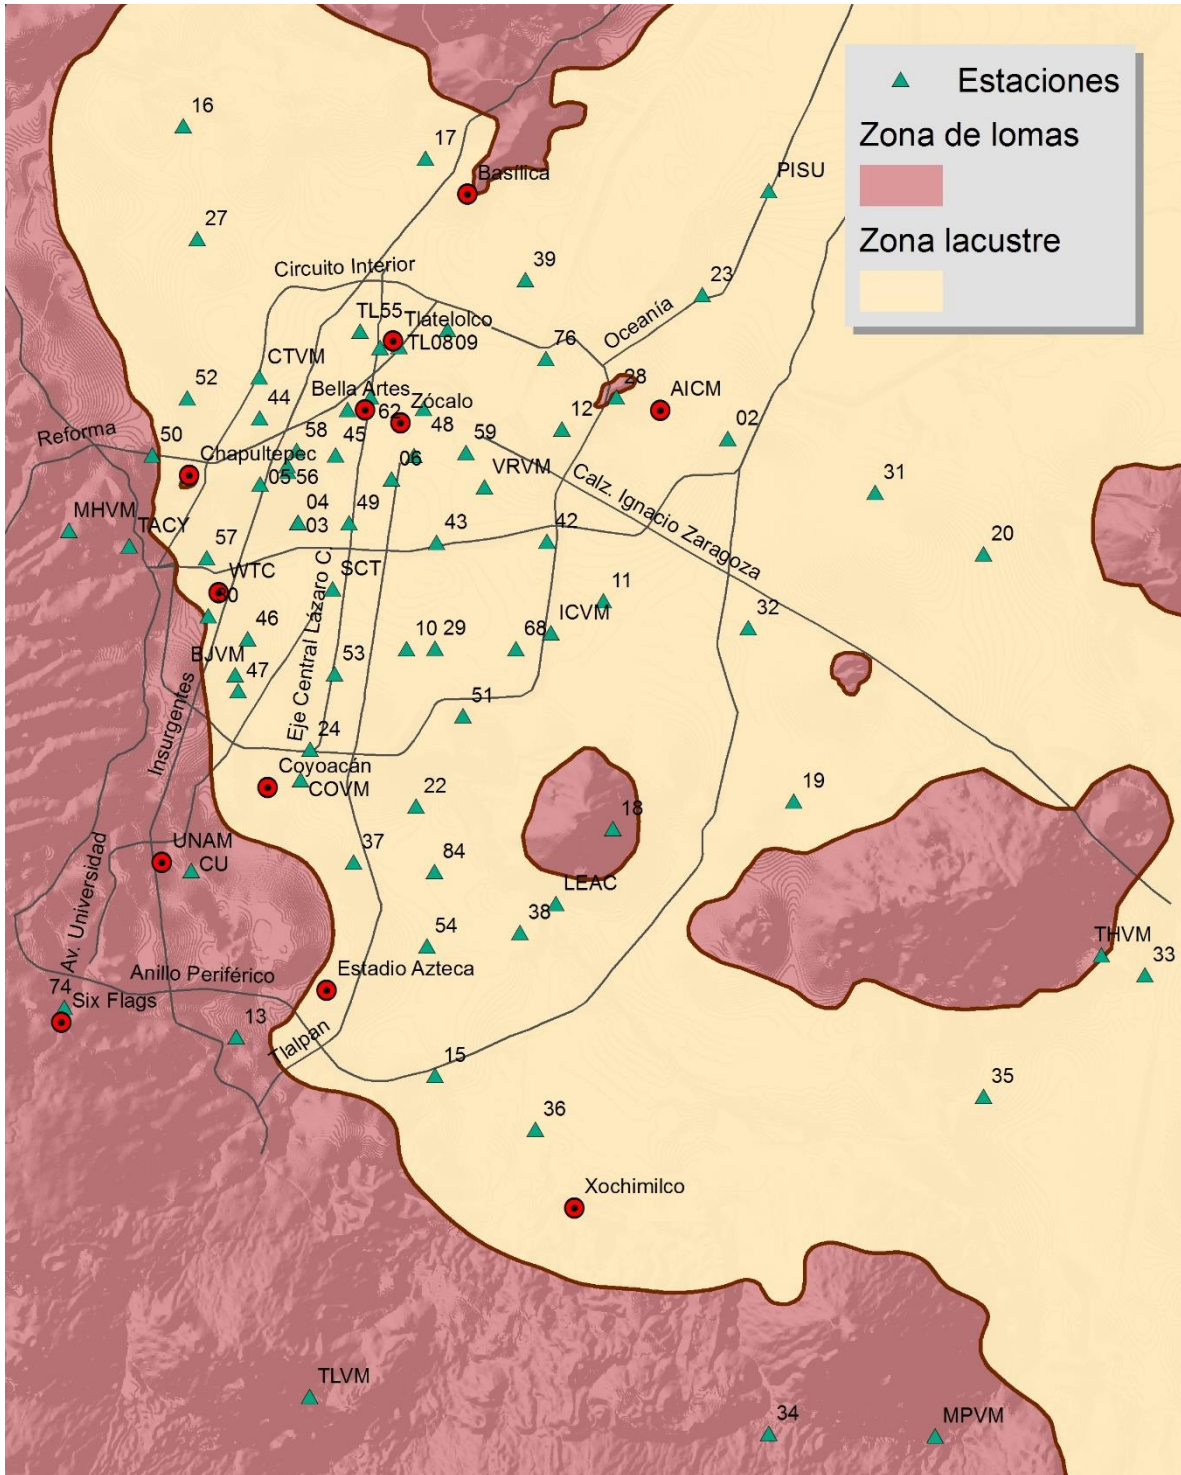 Estaciones
Zona de lomas
Zona lacustre
16
17
Basílica
PISU
27
39
Circuito Interior
23
TL55
Tlatelolco
TL0809
Oceanía
76
CTVM
28
AICM
52
Bella Artes
Zócalo
44
62
48
12
02
Reforma
50
58
45
59
Chapultepec
06
VRVM
Calz. Ignacio Zaragoza
31
05
56
MHVM
TACY
04
03
49
43
42
20
57
WTC
SCT
11
ICVM
32
46
10
29
68
BJVM
47
53
Eje Central Lázaro C
51
Insurgentes
24
Coyoacán
COVM
22
19
18
UNAM
CU
37
84
LEAC
Av. Universidad
54
38
THVM
33
Anillo Periférico
Estadio Azteca
74
Six Flags
13
Tlalpan
15
35
36
Xochimilco
TLVM
34
MPVM